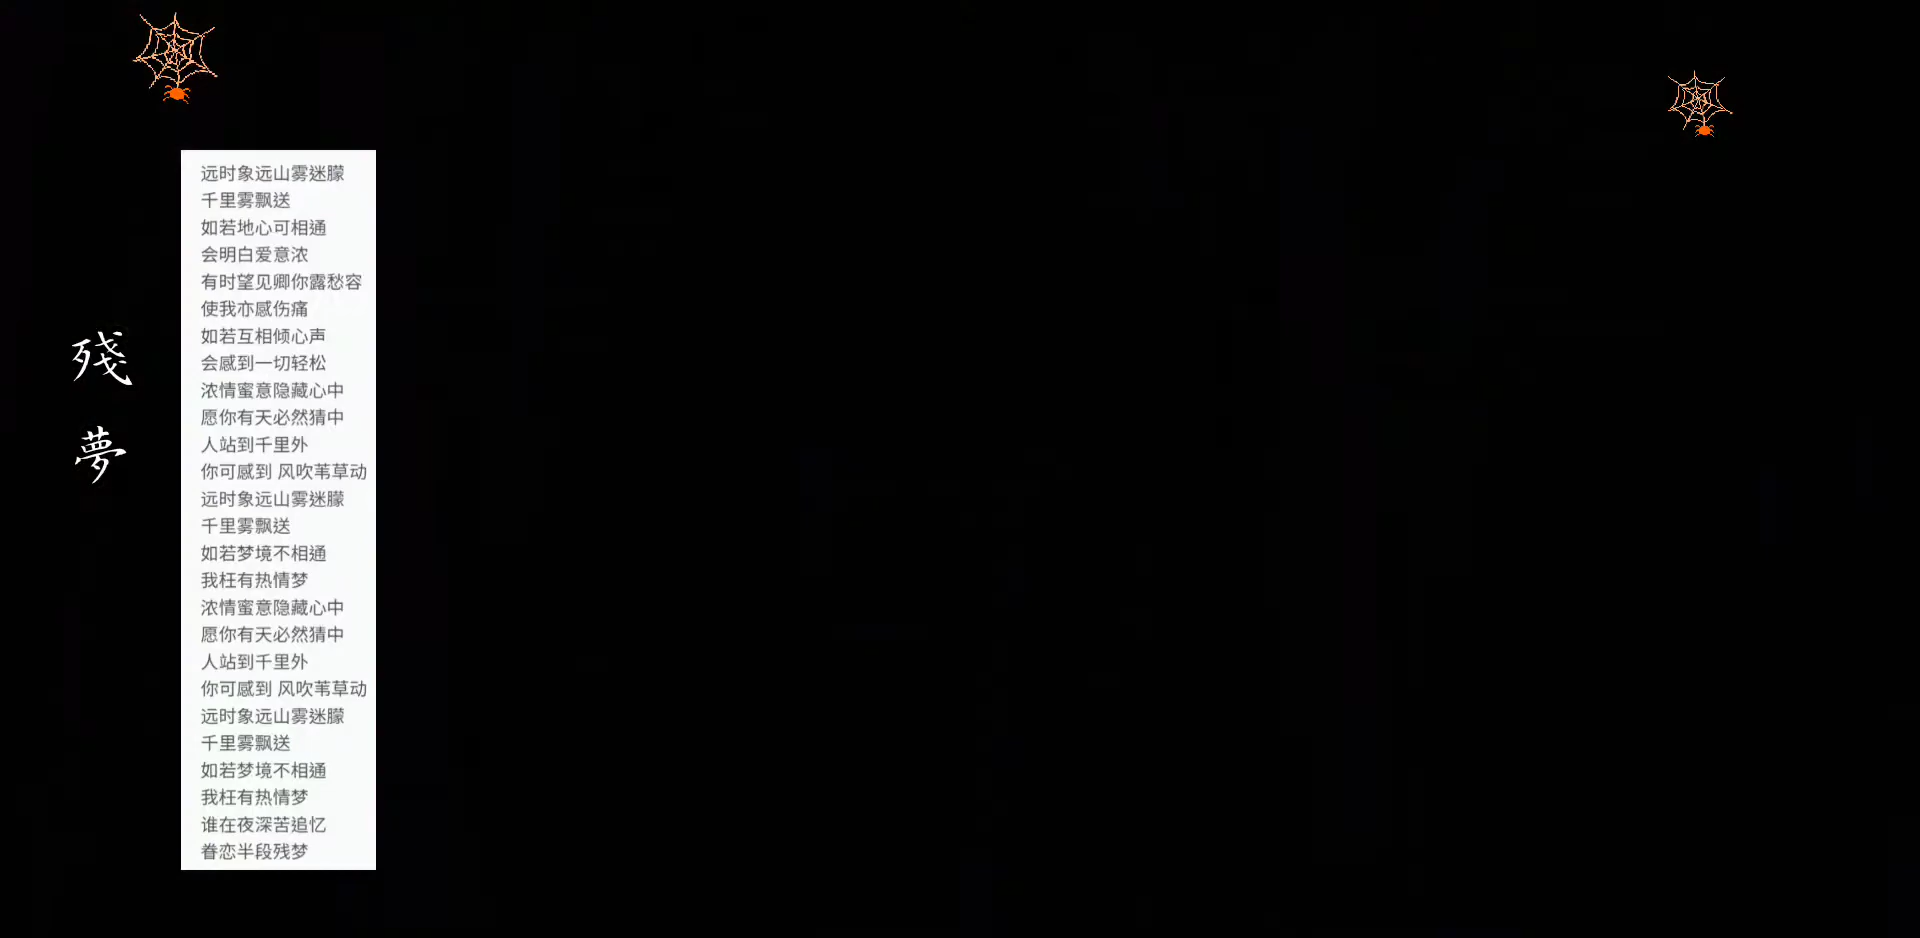 殘夢
远时象远山雾迷朦
千里雾飘送
如若地心可相通
会明白爱意浓
有时望见卿你露愁容
使我亦感伤痛
如若互相倾心声
会感到一切轻松
浓情蜜意隐藏心中
愿你有天必然猜中
人站到千里外
你可感到 风吹苇草动
远时象远山雾迷朦
千里雾飘送
如若梦境不相通
我枉有热情梦
浓情蜜意隐藏心中
愿你有天必然猜中
人站到千里外
你可感到 风吹苇草动
远时象远山雾迷朦
千里雾飘送
如若梦境不相通
我枉有热情梦
谁在夜深苦追忆
眷恋半段残梦